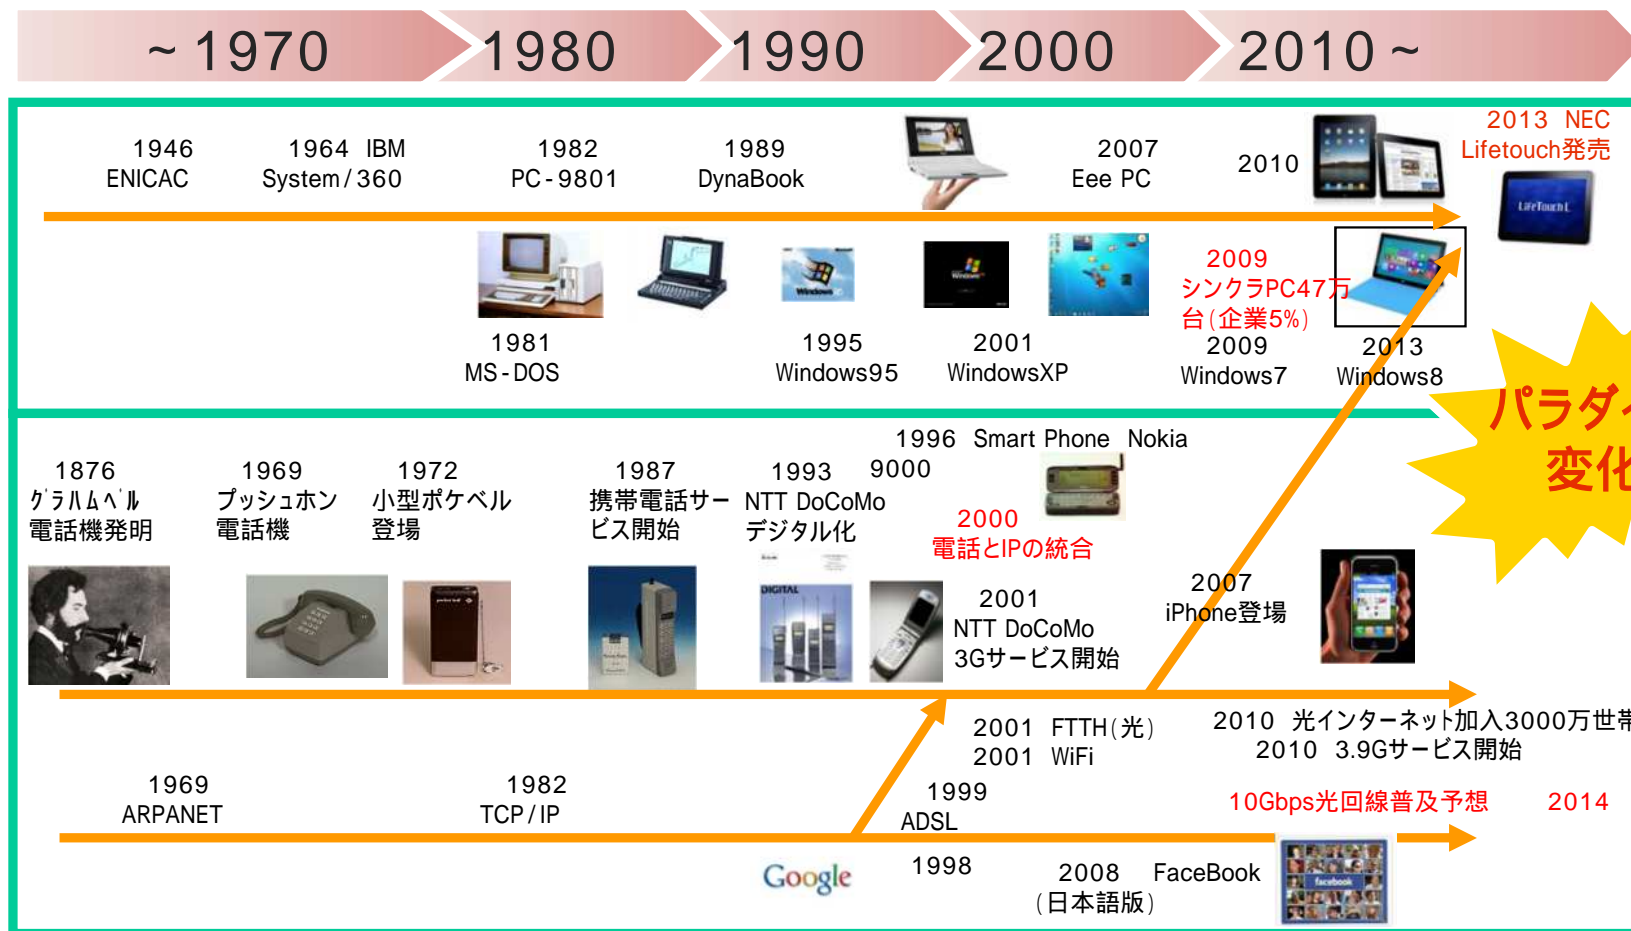 ~1970
1980
1990
2000
2010~
1946
ENICAC
1964 IBM
System/360
1982
PC-9801
1989
DynaBook
2007
Eee PC
2010
2013 NEC
Lifetouch発売
LifeTouch L
1981
MS-DOS
1995
Windows95
2001
WindowsXP
2009
シンクラPC47万
台(企業5%)
2009
Windows7
2013
Windows8
パラダイ
変化
1876
グラハムベル
電話機発明
1969
プッシュホン
電話機
1972
小型ポケベル
登場
1987
携帯電話サー
ビス開始
1993
NTT DoCoMo
デジタル化
DIGITAL
1996 Smart Phone Nokia
9000
2000
電話とIPの統合
2001
NTT DoCoMo
3Gサービス開始
2007
iPhone登場
2001 FTTH(光)
2001 WiFi
2010 光インターネット加入3000万世帯
2010 3.9Gサービス開始
1969
ARPANET
1982
TCP/IP
1999
ADSL
10Gbps光回線普及予想 2014
Google
1998
2008 FaceBook
(日本語版)
facebook